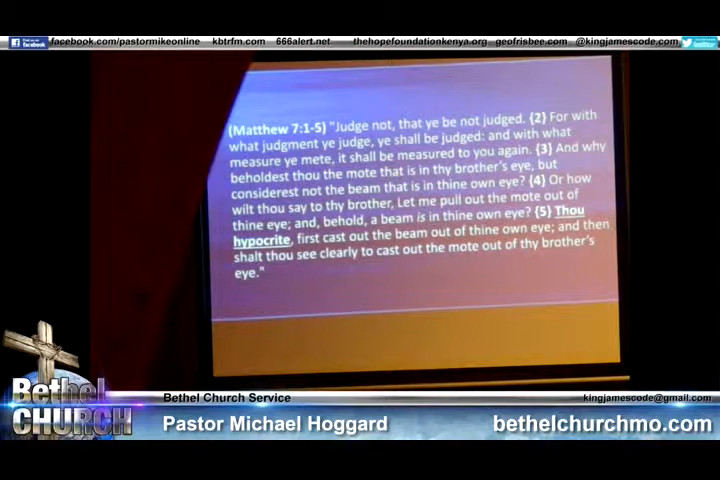 Find us on facebook
facebook.com/pastormikeonline kbtrfm.com 666alert.net thehopefoundationkenya.org geofrisbee.com @kingjamescode.com twitter
(Matthew 7:1-5) "Judge not, that ye be not judged. {2} For with
what judgment ye judge, ye shall be judged: and with what
measure ye mete, it shall be measured to you again. {3} And why
beholdest thou the mote that is in thy brother's eye, but
considerest not the beam that is in thine own eye? {4} Or how
wilt thou say to thy brother, Let me pull out the mote out of
thine eye; and, behold, a beam is in thine own eye? {5} Thou
hypocrite, first cast out the beam out of thine own eye; and then
shalt thou see clearly to cast out the mote out of thy brother's
eye."
Bethel
CHURCH
Bethel Church Service kingjamescode@gmail.com
Pastor Michael Hoggard bethelchurchmo.com